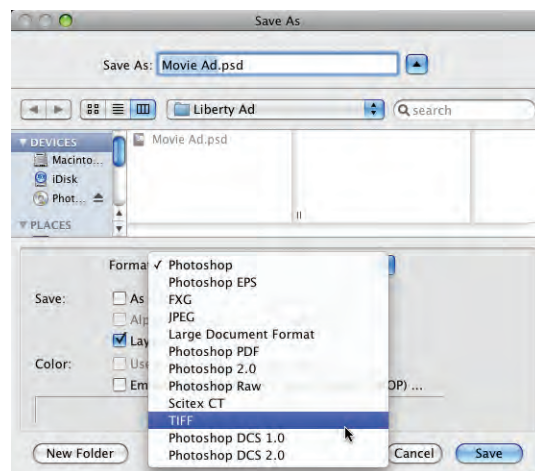 Save As
Save As: Movie Ad.psd
Liberty Ad
search
DEVICES
Macinto...
iDisk
Phot...
PLACES
Movie Ad.psd
Format
✓ Photoshop
Photoshop EPS
FXG
JPEG
Large Document Format
Photoshop PDF
Photoshop 2.0
Photoshop Raw
Scitex CT
TIFF
Photoshop DCS 1.0
Photoshop DCS 2.0
Save:
As
Alp
Lay
Color:
Use
Em
OP) ...
New Folder
Cancel
Save